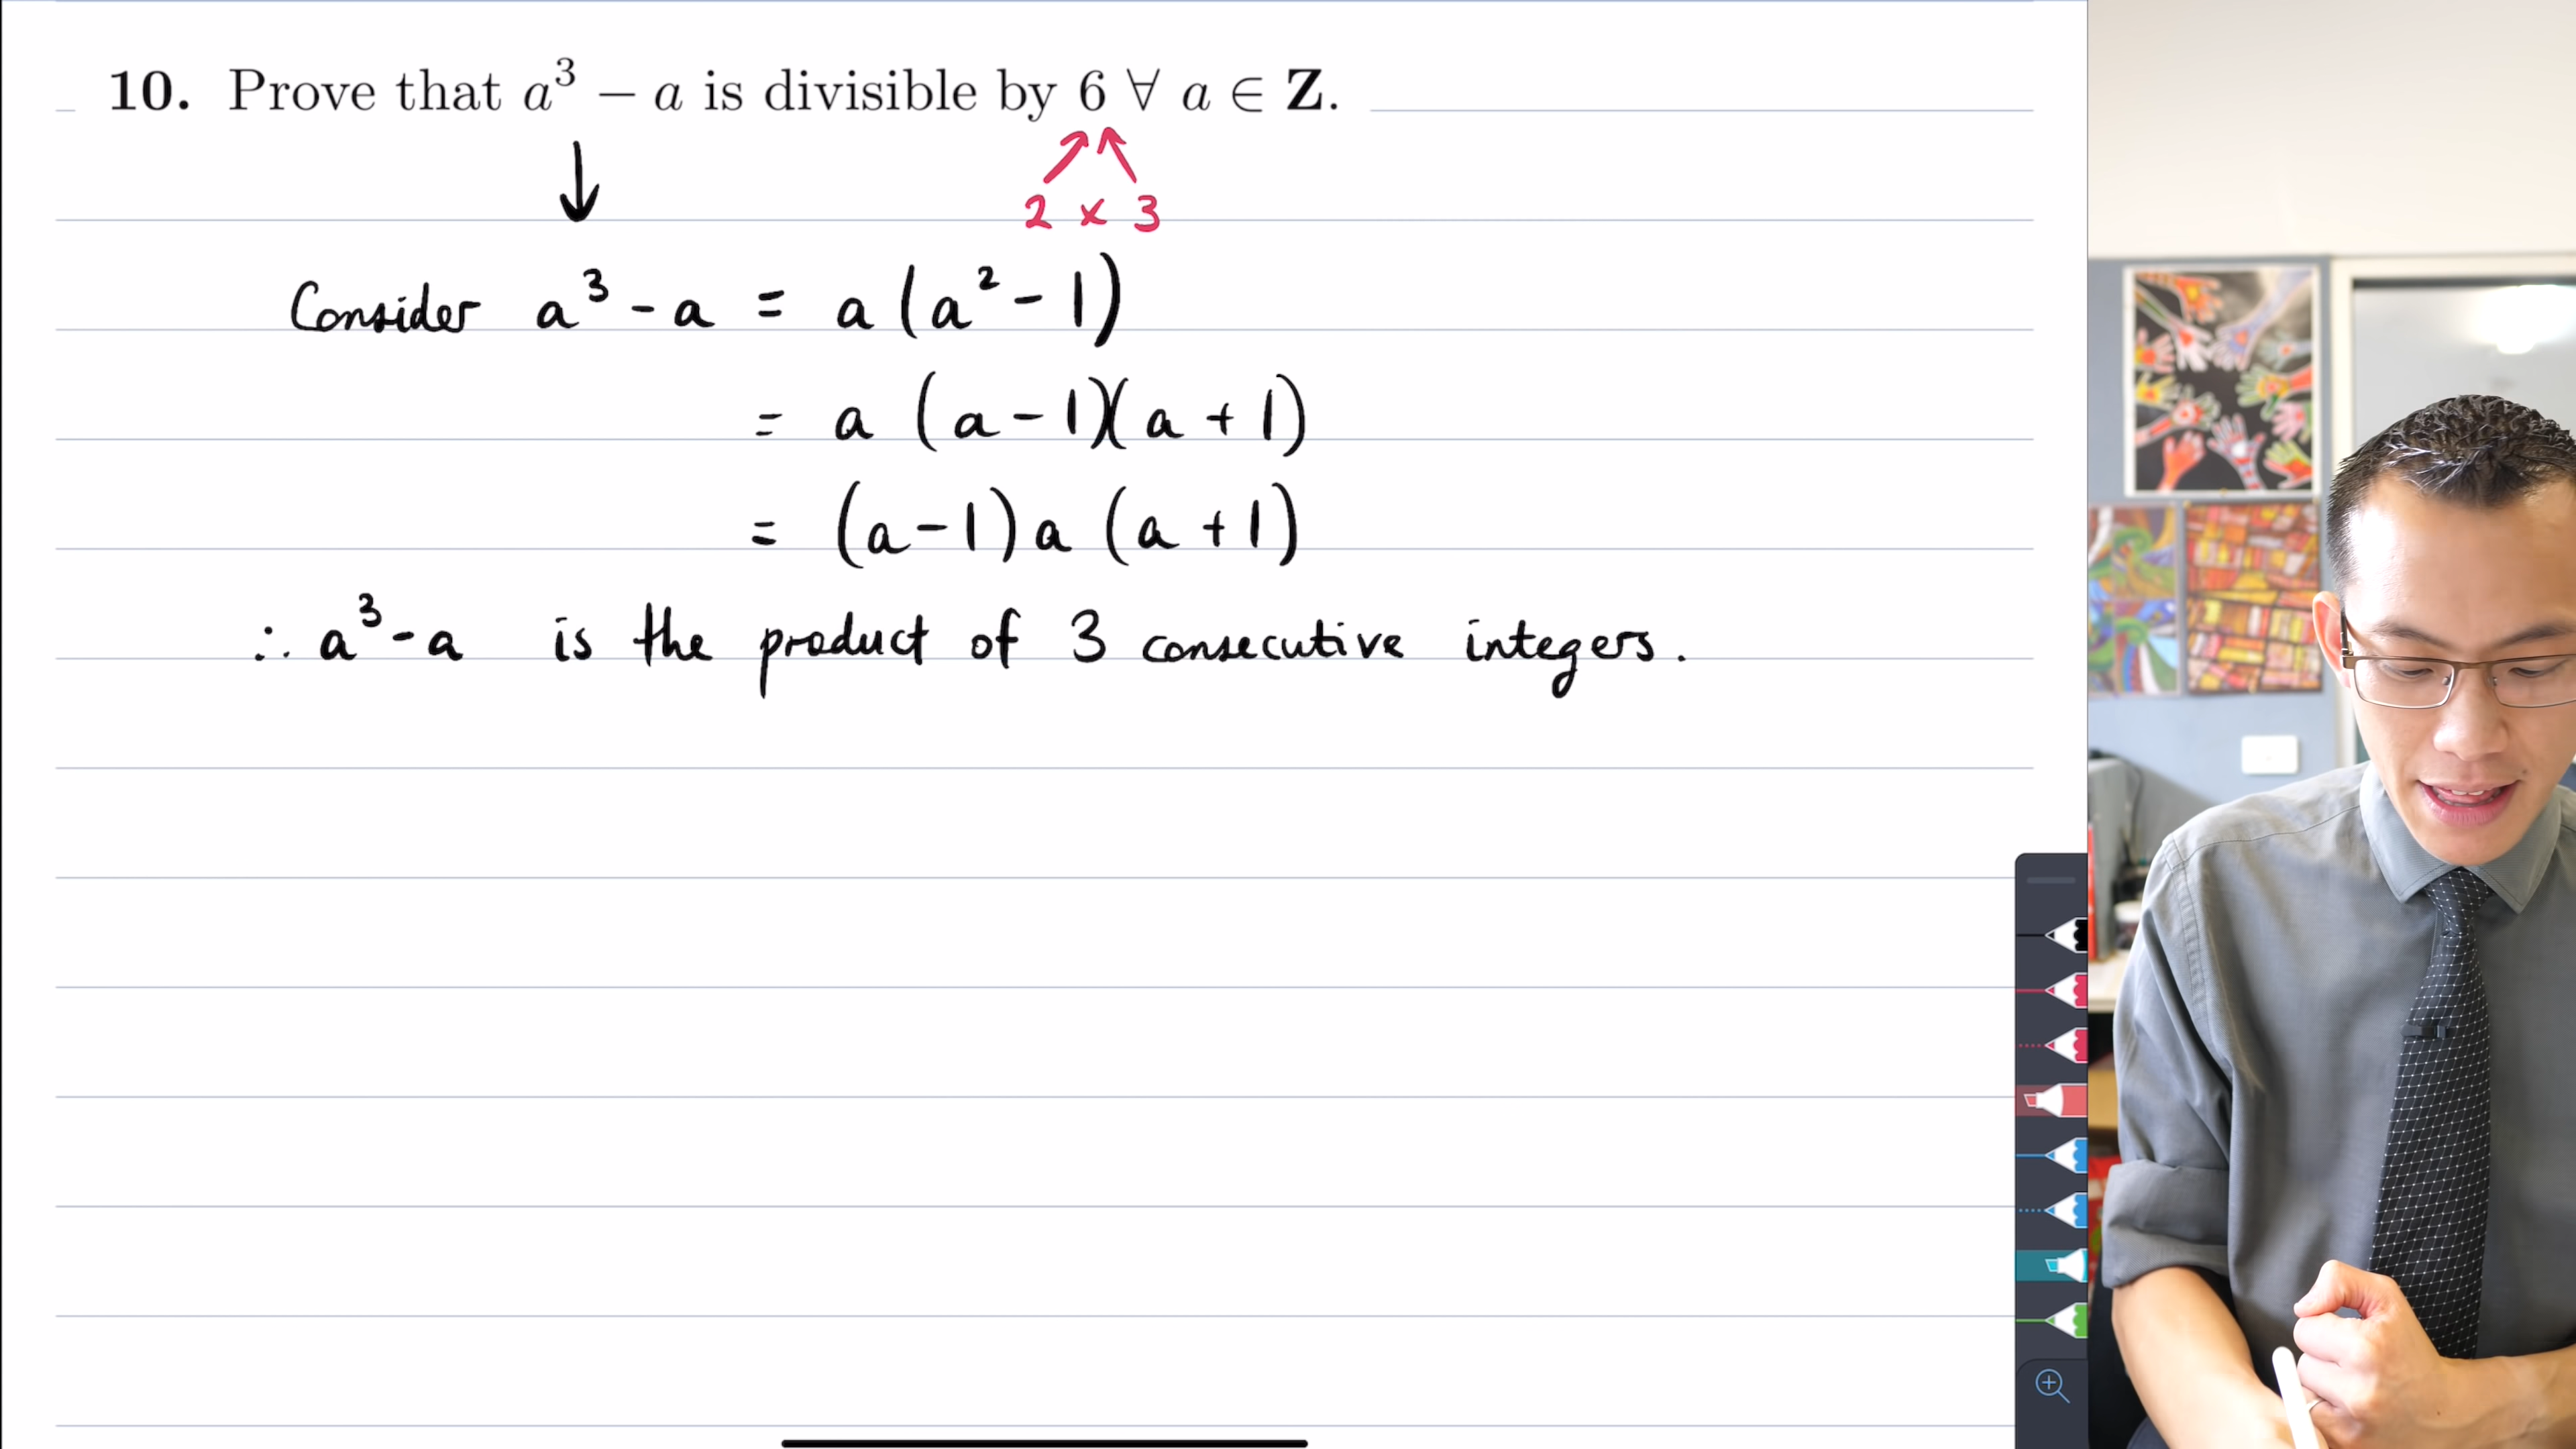 10. Prove that a³ − a is divisible by 6 ∀ a ∈ Z.
2 × 3
Consider a³ - a = a (a² - 1)
= a (a - 1)(a + 1)
= (a - 1) a (a + 1)
∴ a³ - a is the product of 3 consecutive integers.